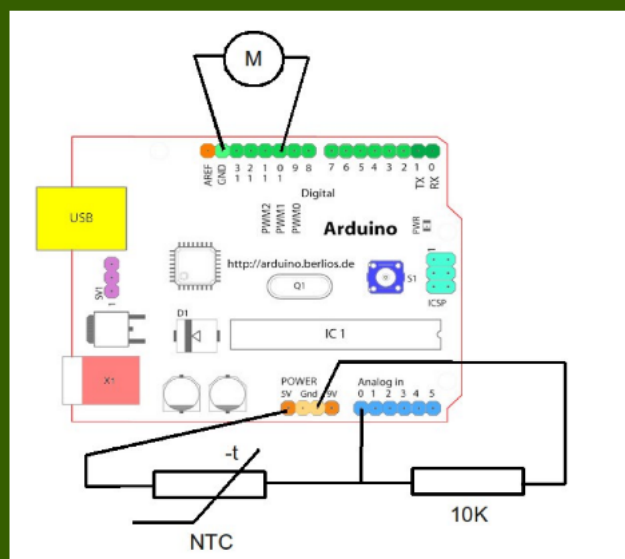 M
AREF
GND
13
12
11
10
9
8
7
6
5
4
3
2
1
0
TX
RX
Digital
PWM2
PWM1
PWM0
Arduino
PWR
USB
http://arduino.berlios.de
Q1
S1
1
ICSP
SV1
1
D1
IC 1
X1
POWER
5V Gnd 9V
Analog in
0 1 2 3 4 5
-t
NTC
10K